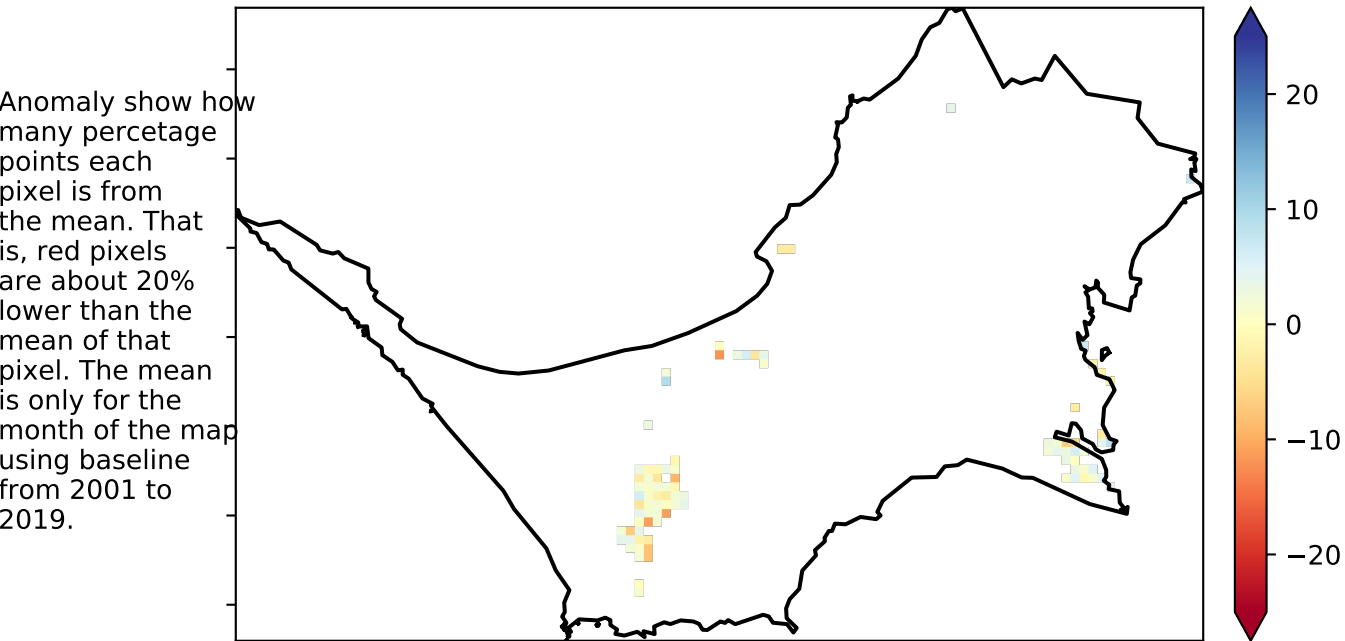 Anomaly show how
many percetage
points each
pixel is from
the mean. That
is, red pixels
are about 20%
lower than the
mean of that
pixel. The mean
is only for the
month of the map
using baseline
from 2001 to
2019.
20
10
0
−10
−20